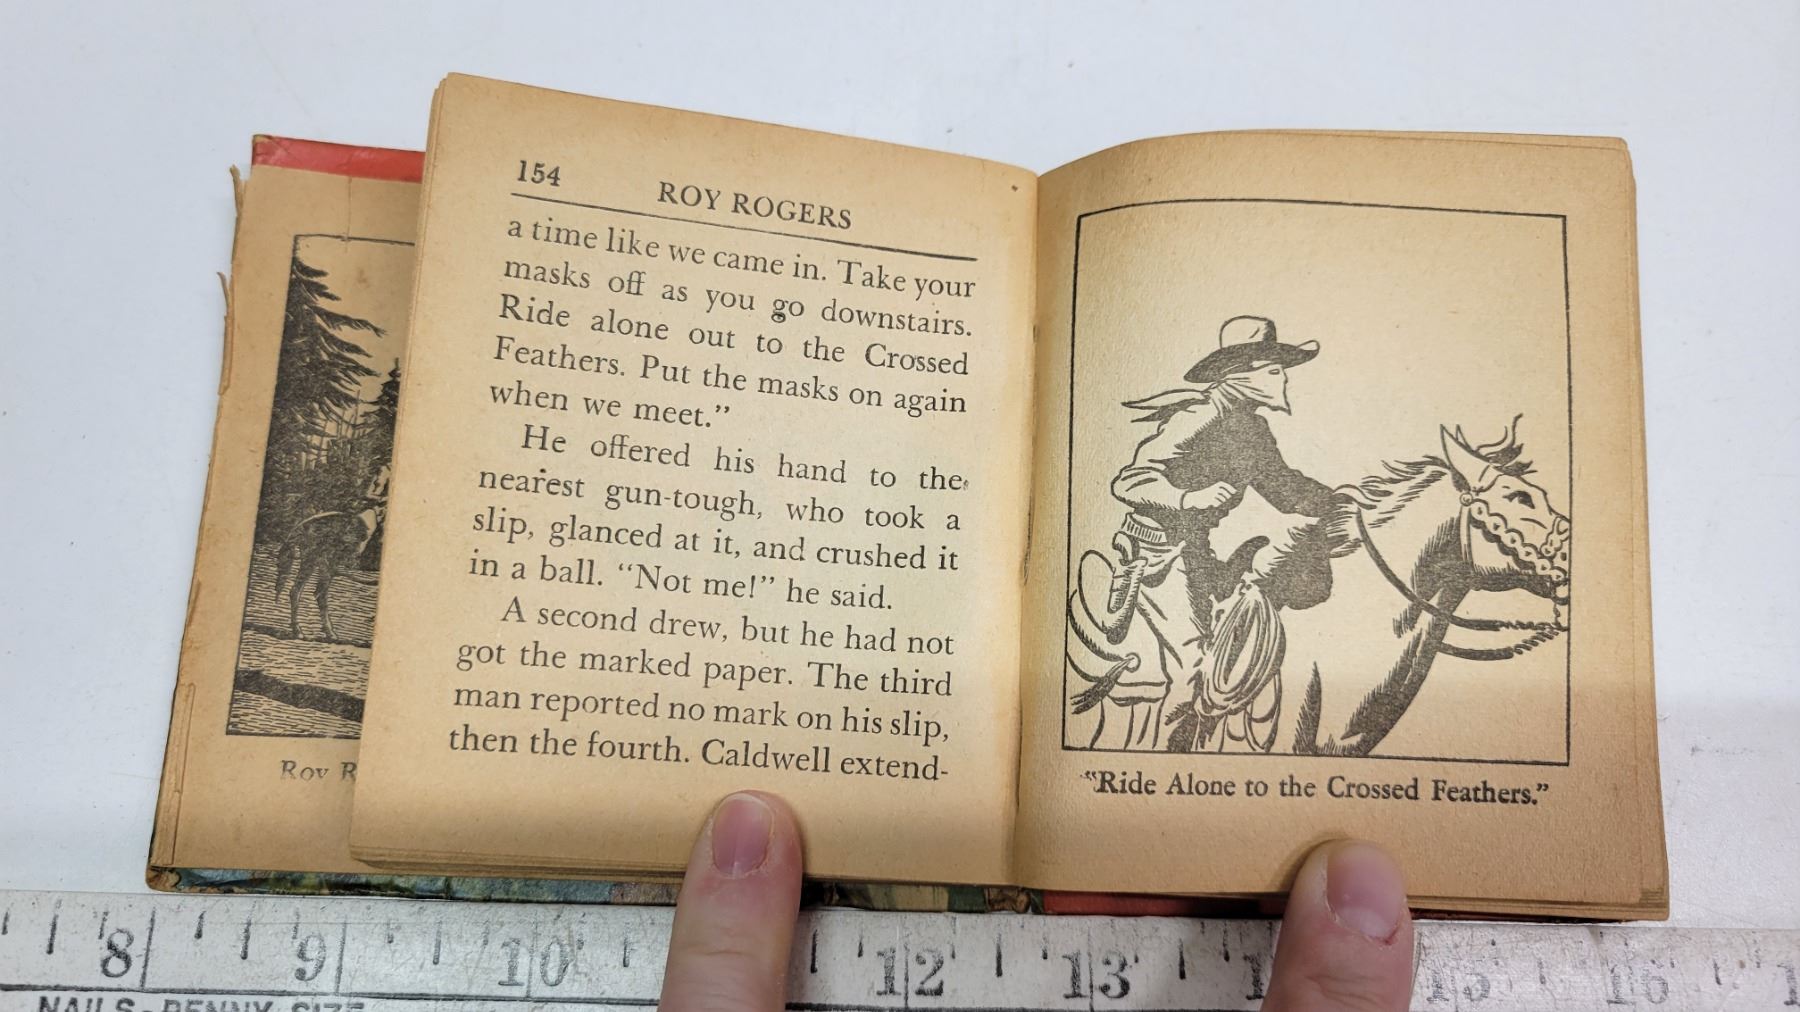 154
ROY ROGERS
a time like we came in. Take your
masks off as you go downstairs.
Ride alone out to the Crossed
Feathers. Put the masks on again
when we meet.”
He offered his hand to the
nearest gun-tough, who took a
slip, glanced at it, and crushed it
in a ball. “Not me!” he said.
A second drew, but he had not
got the marked paper. The third
man reported no mark on his slip,
then the fourth. Caldwell extend-
“Ride Alone to the Crossed Feathers.”
Roy R
8 9 10 12 13 15 16
NAILS-PENNY SIZE